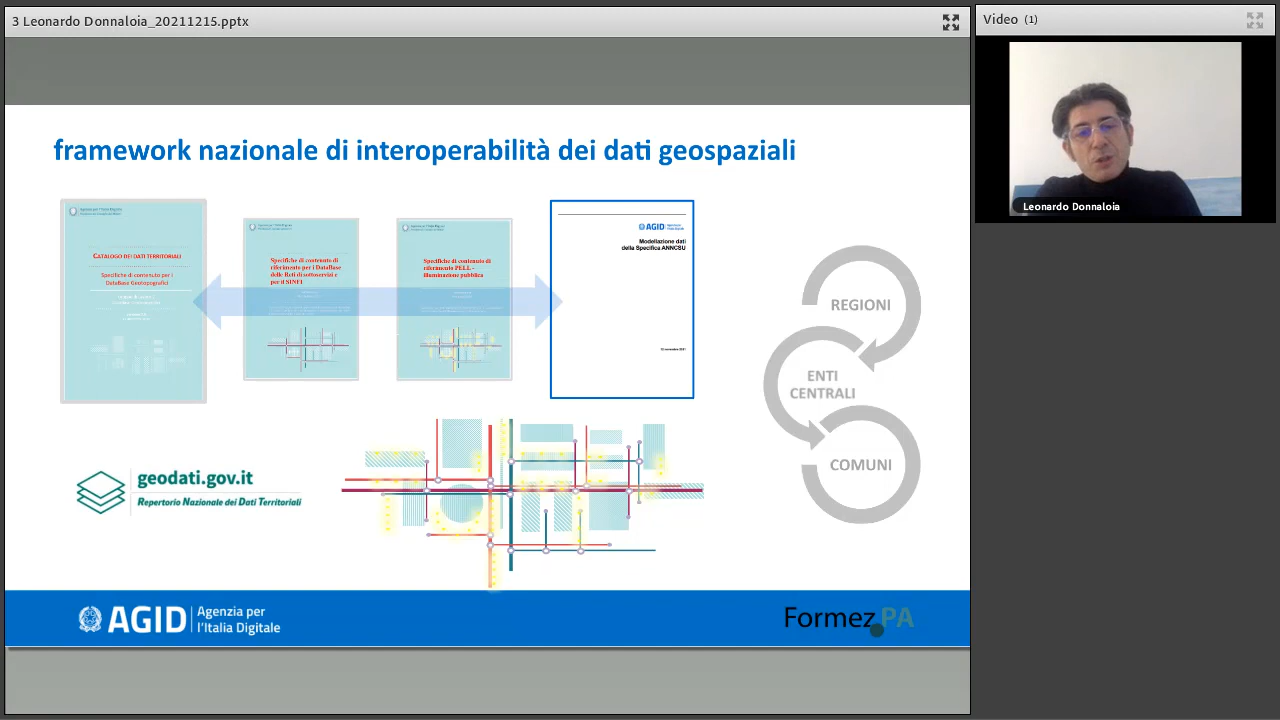 3 Leonardo Donnaloia_20211215.pptx
Video (1)
Leonardo Donnaloia
framework nazionale di interoperabilità dei dati geospaziali
CATALOGO DEI DATI TERRITORIALI
Specifiche di contenuto per i
DataBase Geotopografici
Specifiche di contenuto di
riferimento per i DataBase
delle Reti di sottoservizi e
per il SINFI
Specifiche di contenuto di
riferimento PELL -
illuminazione pubblica
AGID
Modellazione dati
della Specifica ANNCSU
REGIONI
ENTI
CENTRALI
COMUNI
geodati.gov.it
Repertorio Nazionale dei Dati Territoriali
AGID Agenzia per
l'Italia Digitale
Formez PA